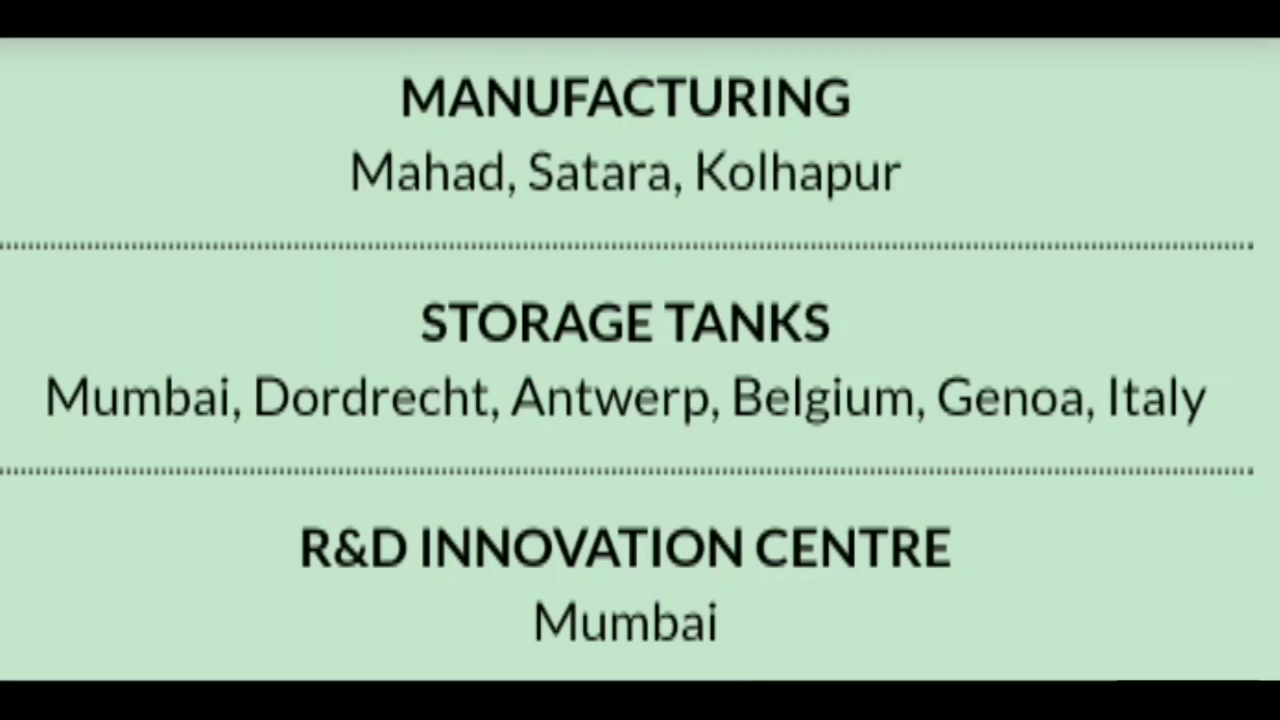 MANUFACTURING
Mahad, Satara, Kolhapur
STORAGE TANKS
Mumbai, Dordrecht, Antwerp, Belgium, Genoa, Italy
R&D INNOVATION CENTRE
Mumbai